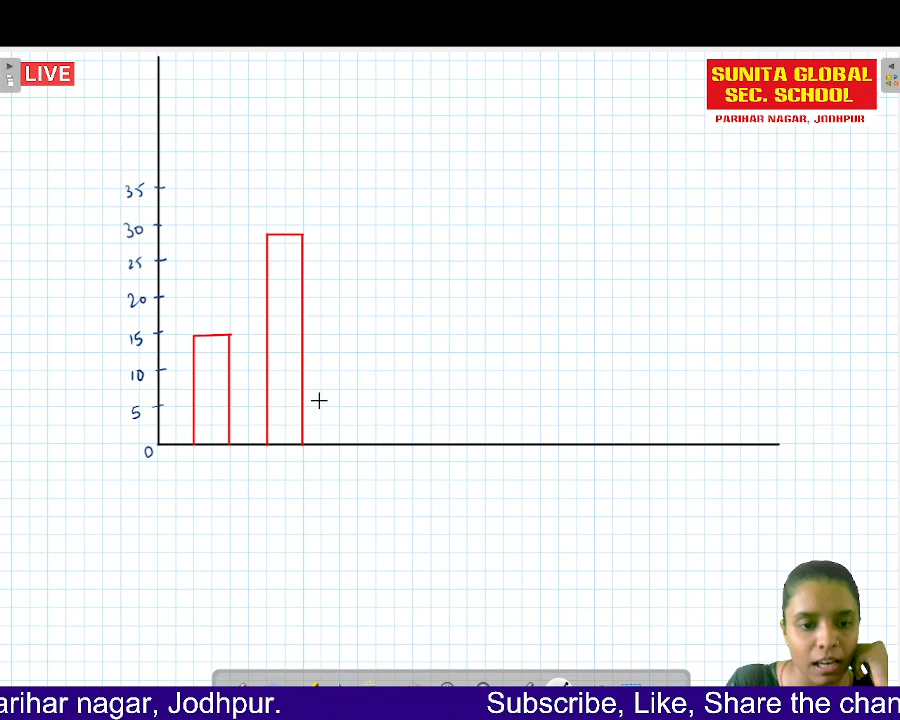 LIVE
SUNITA GLOBAL
SEC. SCHOOL
PARIHAR NAGAR, JODHPUR
35
30
25
20
15
10
5
0
arihar nagar, Jodhpur. Subscribe, Like, Share the chan